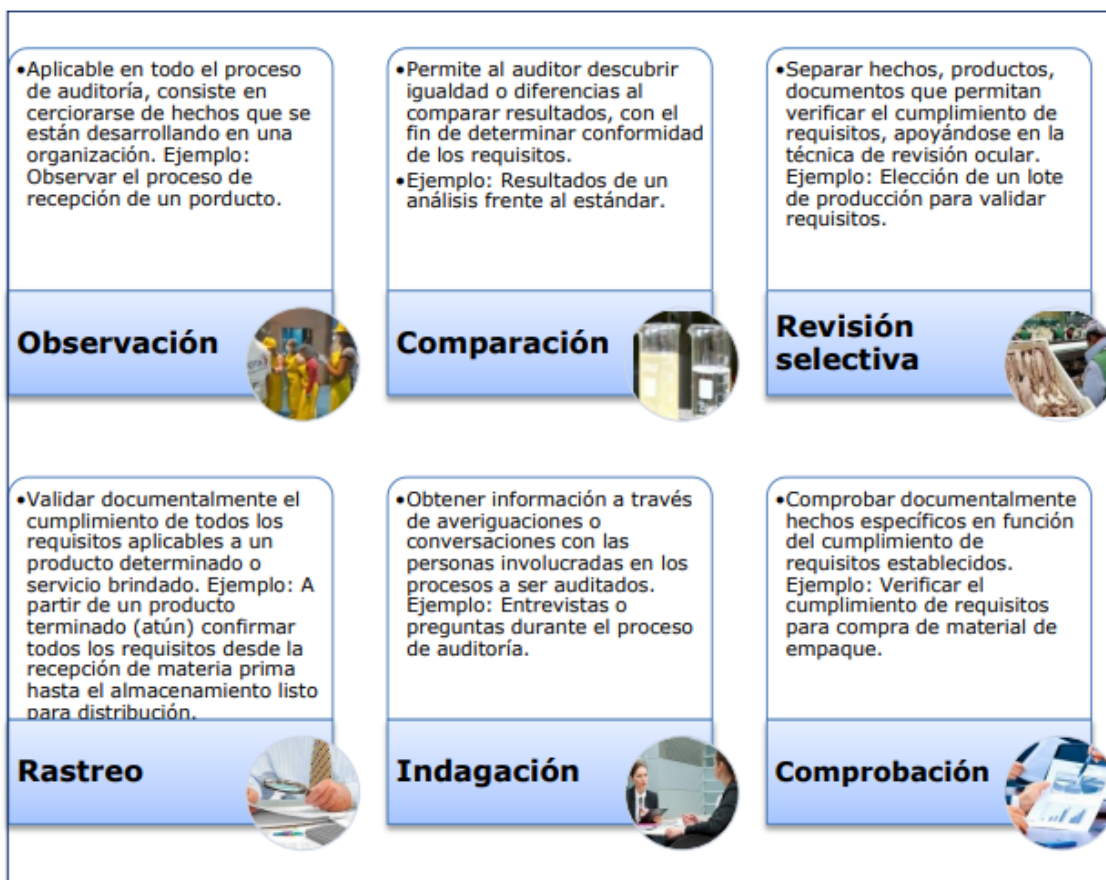 •Aplicable en todo el proceso
de auditoría, consiste en
cerciorarse de hechos que se
están desarrollando en una
organización. Ejemplo:
Observar el proceso de
recepción de un porducto.
Observación
•Permite al auditor descubrir
igualdad o diferencias al
comparar resultados, con el
fin de determinar conformidad
de los requisitos.
•Ejemplo: Resultados de un
análisis frente al estándar.
Comparación
•Separar hechos, productos,
documentos que permitan
verificar el cumplimiento de
requisitos, apoyándose en la
técnica de revisión ocular.
Ejemplo: Elección de un lote
de producción para validar
requisitos.
Revisión
selectiva
•Validar documentalmente el
cumplimiento de todos los
requisitos aplicables a un
producto determinado o
servicio brindado. Ejemplo: A
partir de un producto
terminado (atún) confirmar
todos los requisitos desde la
recepción de materia prima
hasta el almacenamiento listo
para distribución.
Rastreo
•Obtener información a través
de averiguaciones o
conversaciones con las
personas involucradas en los
procesos a ser auditados.
Ejemplo: Entrevistas o
preguntas durante el proceso
de auditoría.
Indagación
•Comprobar documentalmente
hechos específicos en función
del cumplimiento de
requisitos establecidos.
Ejemplo: Verificar el
cumplimiento de requisitos
para compra de material de
empaque.
Comprobación